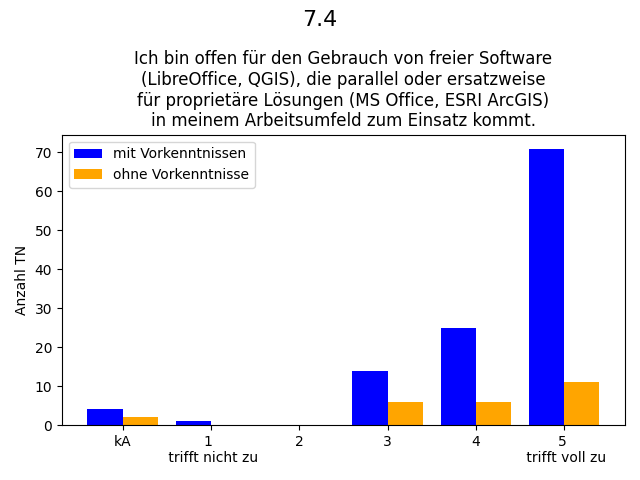 7.4
Ich bin offen für den Gebrauch von freier Software
(LibreOffice, QGIS), die parallel oder ersatzweise
für proprietäre Lösungen (MS Office, ESRI ArcGIS)
in meinem Arbeitsumfeld zum Einsatz kommt.
mit Vorkenntnissen
ohne Vorkenntnisse
Anzahl TN
70
60
50
40
30
20
10
0
kA 1 2 3 4 5
trifft nicht zu trifft voll zu